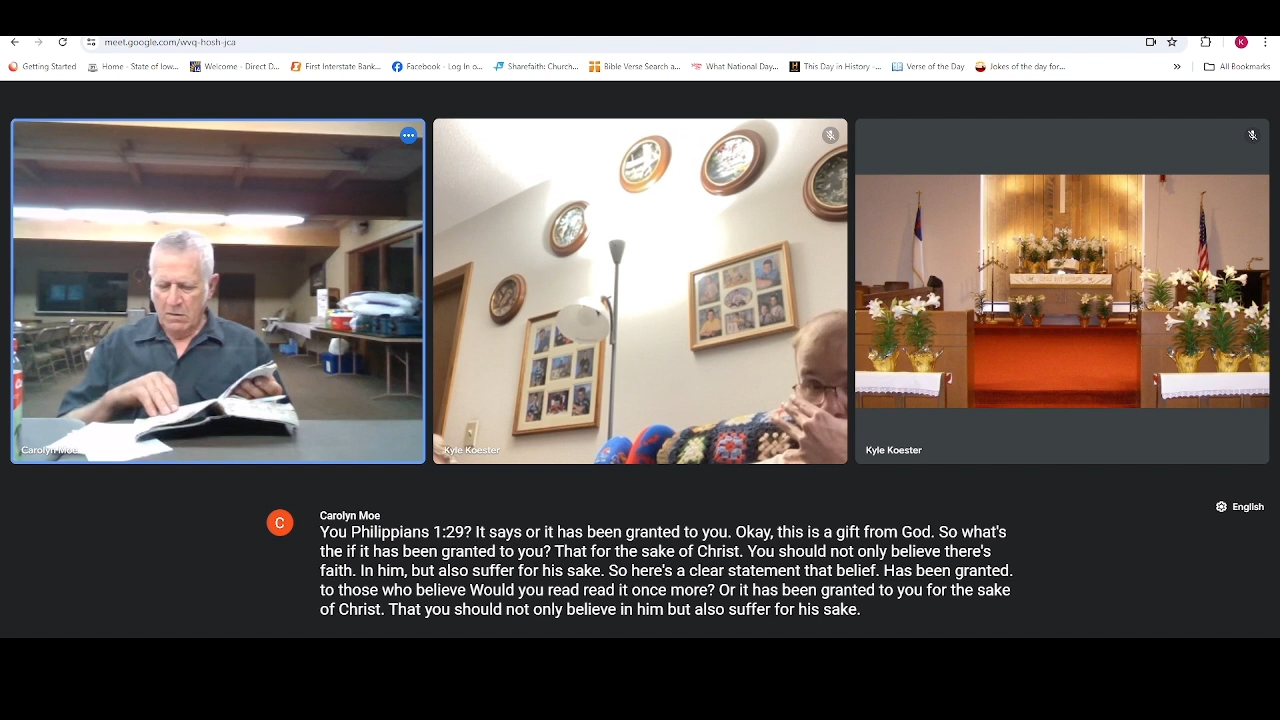 meet.google.com/wvq-hosh-jca
K
Getting Started
Home - State of Iow...
Welcome - Direct D...
First Interstate Bank...
Facebook - Log In o...
Sharefaith: Church...
Bible Verse Search a...
What National Day...
This Day in History -...
Verse of the Day
Jokes of the day for...
»
All Bookmarks
Carolyn Moe
Kyle Koester
Kyle Koester
English
C
Carolyn Moe
You Philippians 1:29? It says or it has been granted to you. Okay, this is a gift from God. So what's
the if it has been granted to you? That for the sake of Christ. You should not only believe there's
faith. In him, but also suffer for his sake. So here's a clear statement that belief. Has been granted.
to those who believe Would you read read it once more? Or it has been granted to you for the sake
of Christ. That you should not only believe in him but also suffer for his sake.